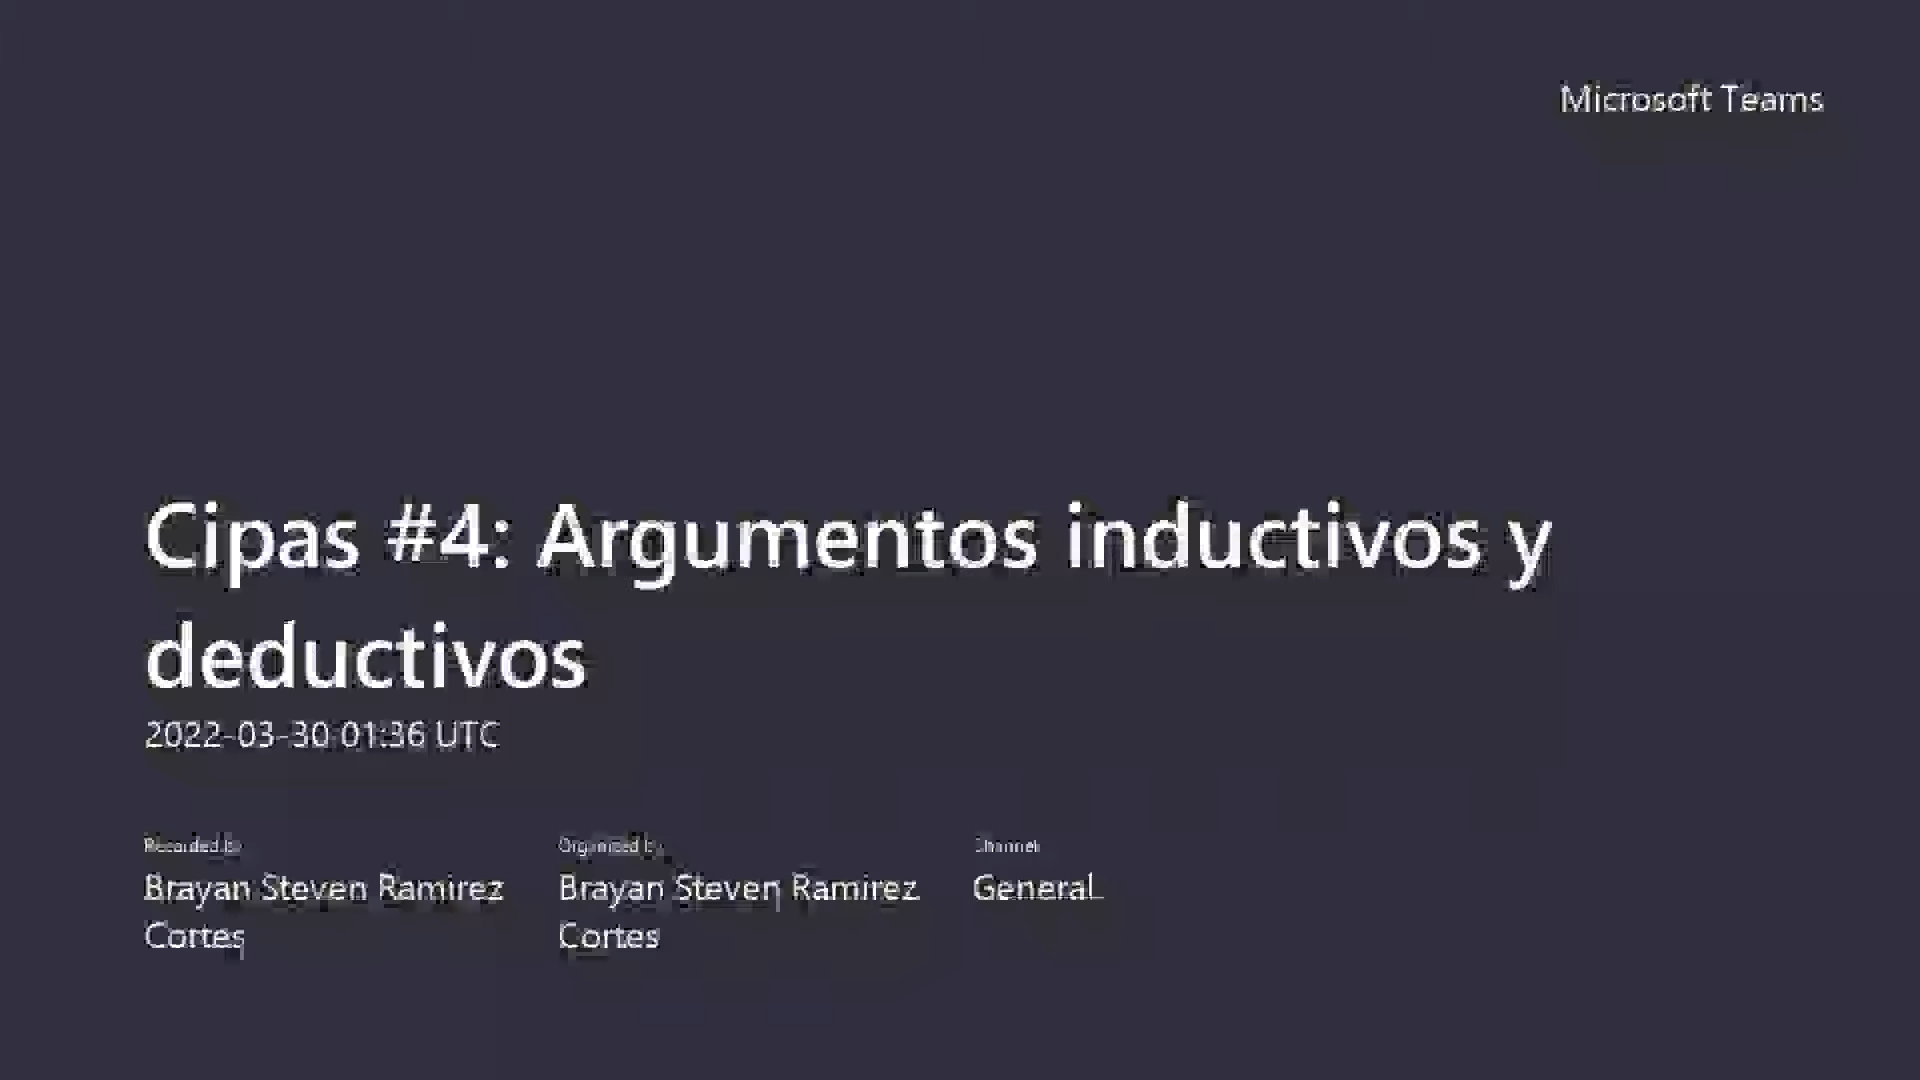 Microsoft Teams
Cipas #4: Argumentos inductivos y
deductivos
2022-03-30 01:36 UTC
Recorded by
Organized by
Channel
Brayan Steven Ramirez
Cortes
Brayan Steven Ramirez
Cortes
General